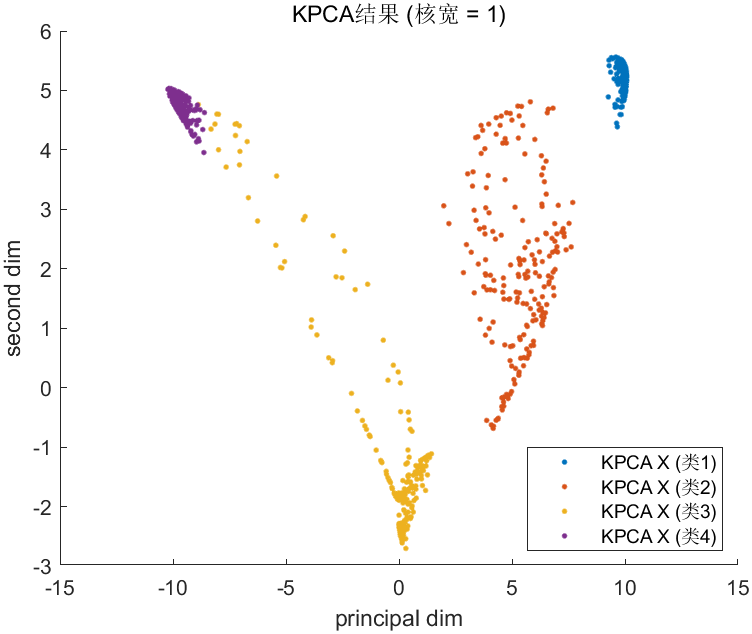 KPCA结果 (核宽 = 1)
6
5
4
3
2
1
0
-1
-2
-3
second dim
-15
-10
-5
0
5
10
15
principal dim
KPCA X (类1)
KPCA X (类2)
KPCA X (类3)
KPCA X (类4)